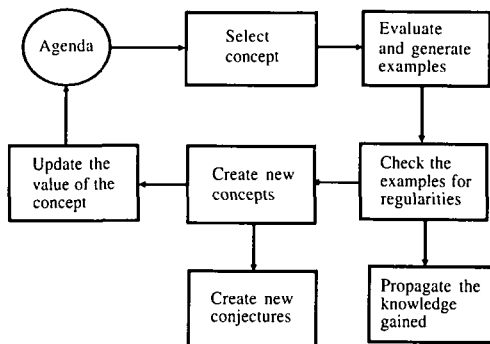 Agenda
Select
concept
Evaluate
and generate
examples
Update the
value of the
concept
Create new
concepts
Check the
examples for
regularities
Create new
conjectures
Propagate the
knowledge
gained